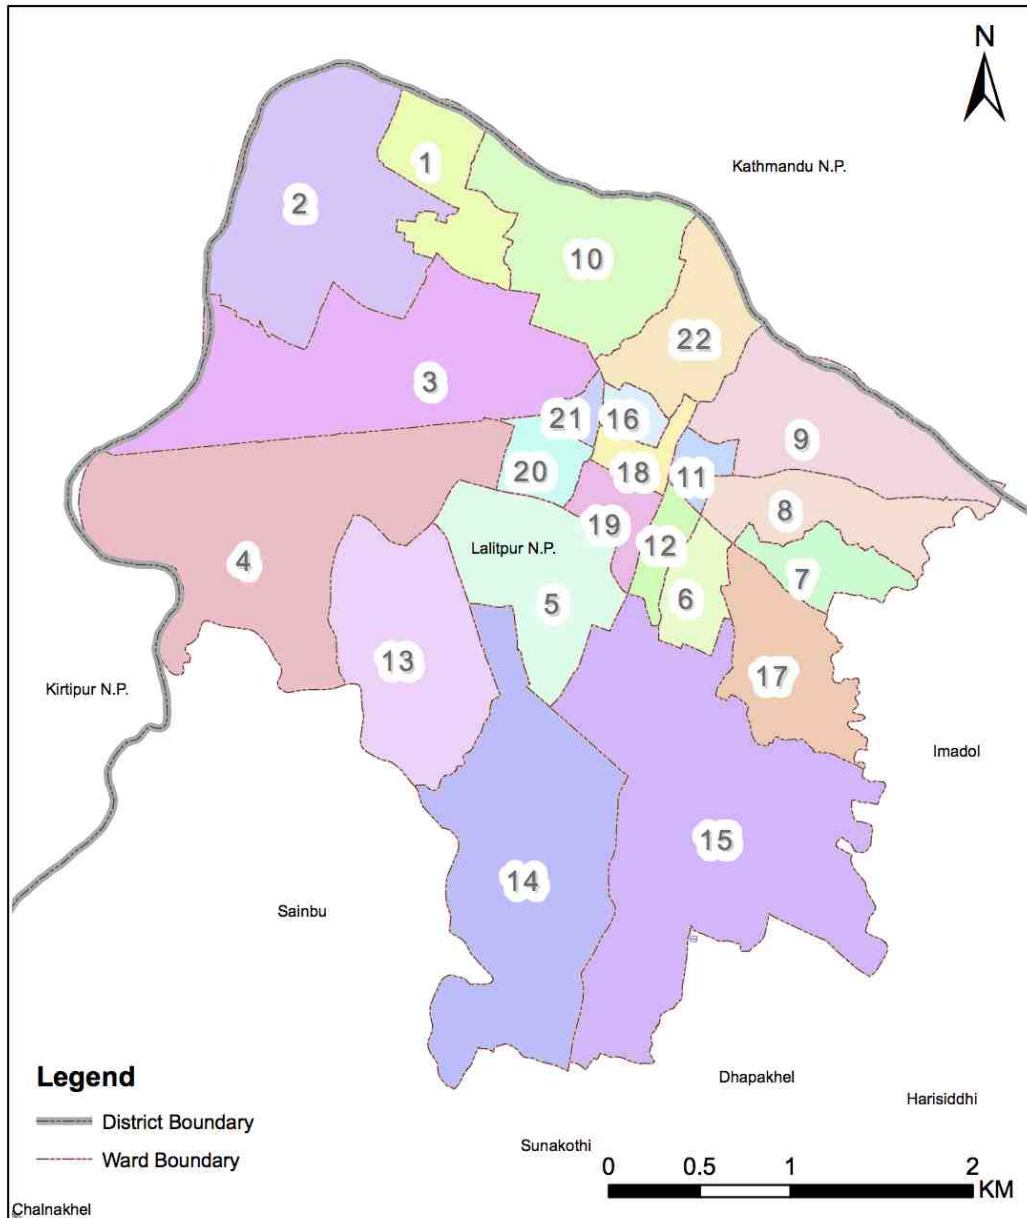 N
Kathmandu N.P.
1
2
10
22
3
21
16
9
20
18
11
8
19
Lalitpur N.P.
12
4
7
5
6
13
17
Kirtipur N.P.
Imadol
15
14
Sainbu
Legend
Dhapakhel
District Boundary
Harisiddhi
Ward Boundary
Sunakothi
0 0.5 1 2
KM
Chalnakhel